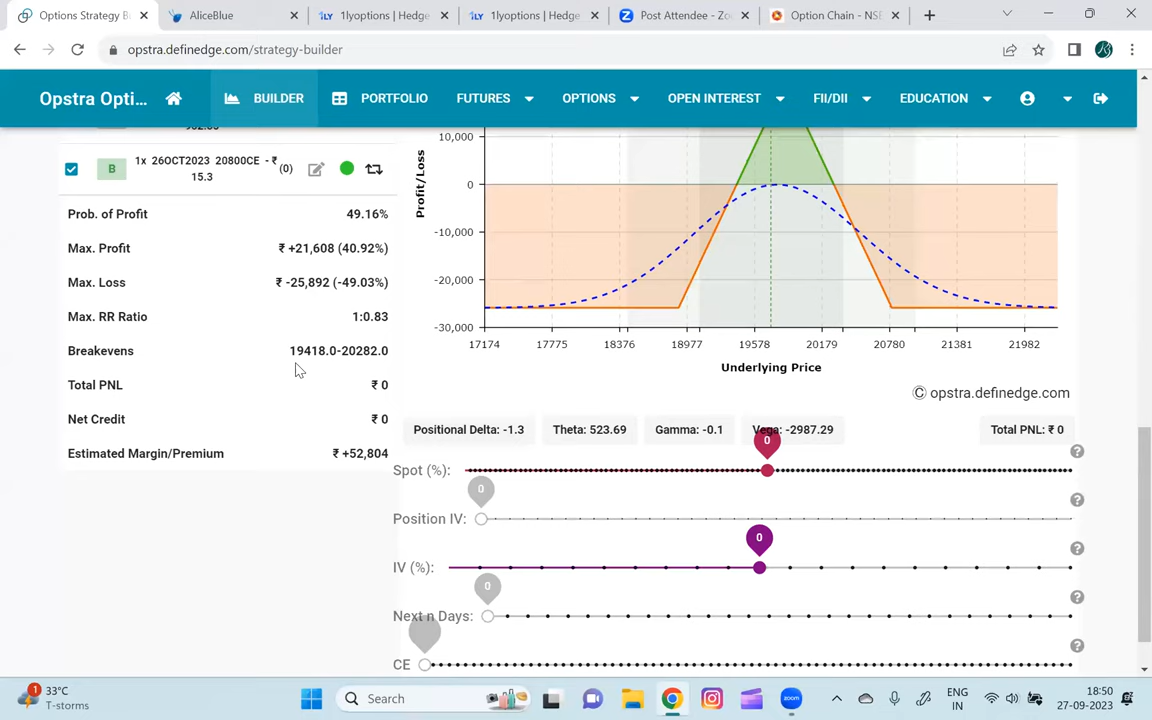 Options Strategy B
AliceBlue
1lyoptions | Hedge
1lyoptions | Hedge
Post Attendee - Zoo
Option Chain - NSE
opstra.definedge.com/strategy-builder
Opstra Opti...
BUILDER
PORTFOLIO
FUTURES
OPTIONS
OPEN INTEREST
FII/DII
EDUCATION
B
1x 26OCT2023 20800CE - ₹ 
15.3
(0)
Prob. of Profit 49.16%
Max. Profit ₹ +21,608 (40.92%)
Max. Loss ₹ -25,892 (-49.03%)
Max. RR Ratio 1:0.83
Breakevens 19418.0-20282.0
Total PNL ₹ 0
Net Credit ₹ 0
Estimated Margin/Premium ₹ +52,804
Profit/Loss
10,000
0
-10,000
-20,000
-30,000
17174 17775 18376 18977 19578 20179 20780 21381 21982
Underlying Price
© opstra.definedge.com
Positional Delta: -1.3 Theta: 523.69 Gamma: -0.1 Vega: -2987.29 Total PNL: ₹ 0
0
Spot (%): ?
0
Position IV: ?
0
IV (%): ?
0
Next n Days: ?
CE ?
1
33°C
T-storms
Search
ENG
IN
18:50
27-09-2023